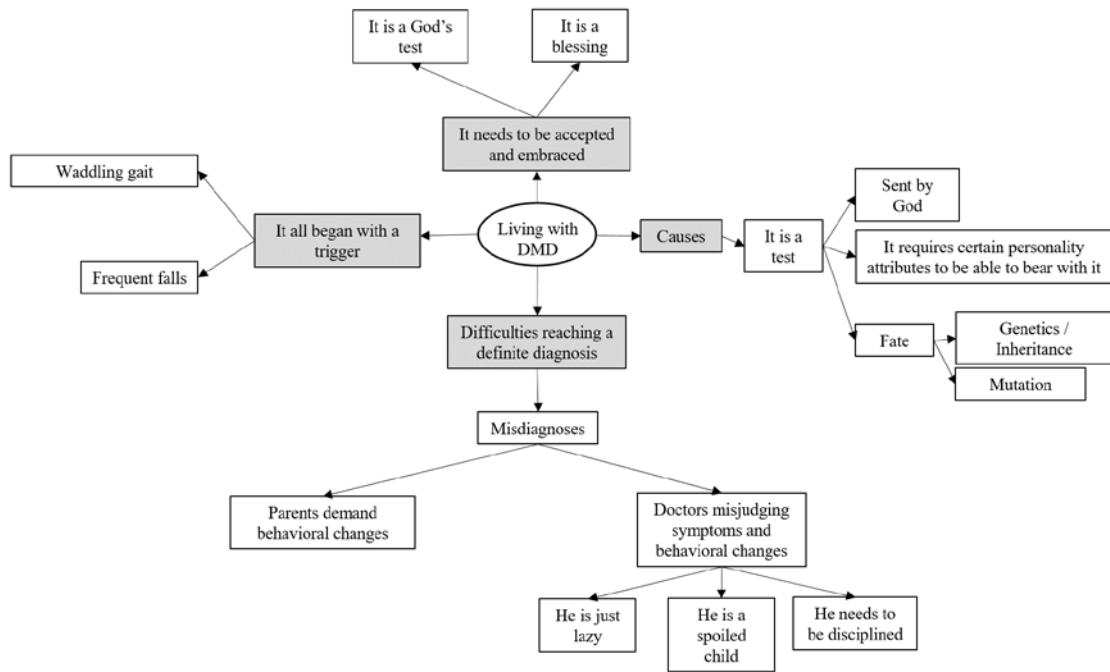 It is a God’s
test
It is a
blessing
It needs to be accepted
and embraced
Waddling gait
It all began with a
trigger
Frequent falls
Living with
DMD
Causes
It is a
test
Sent by
God
It requires certain personality
attributes to be able to bear with it
Fate
Genetics /
Inheritance
Mutation
Difficulties reaching a
definite diagnosis
Misdiagnoses
Parents demand
behavioral changes
Doctors misjudging
symptoms and
behavioral changes
He is just
lazy
He is a
spoiled
child
He needs to
be disciplined